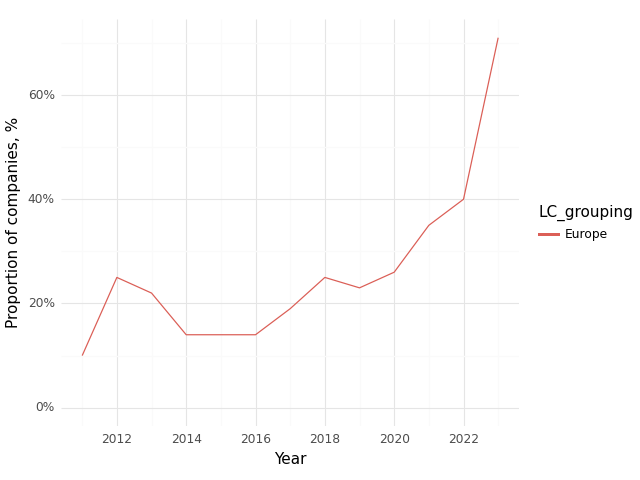 Proportion of companies, %
60%
40%
20%
0%
2012 2014 2016 2018 2020 2022
Year
LC_grouping
Europe